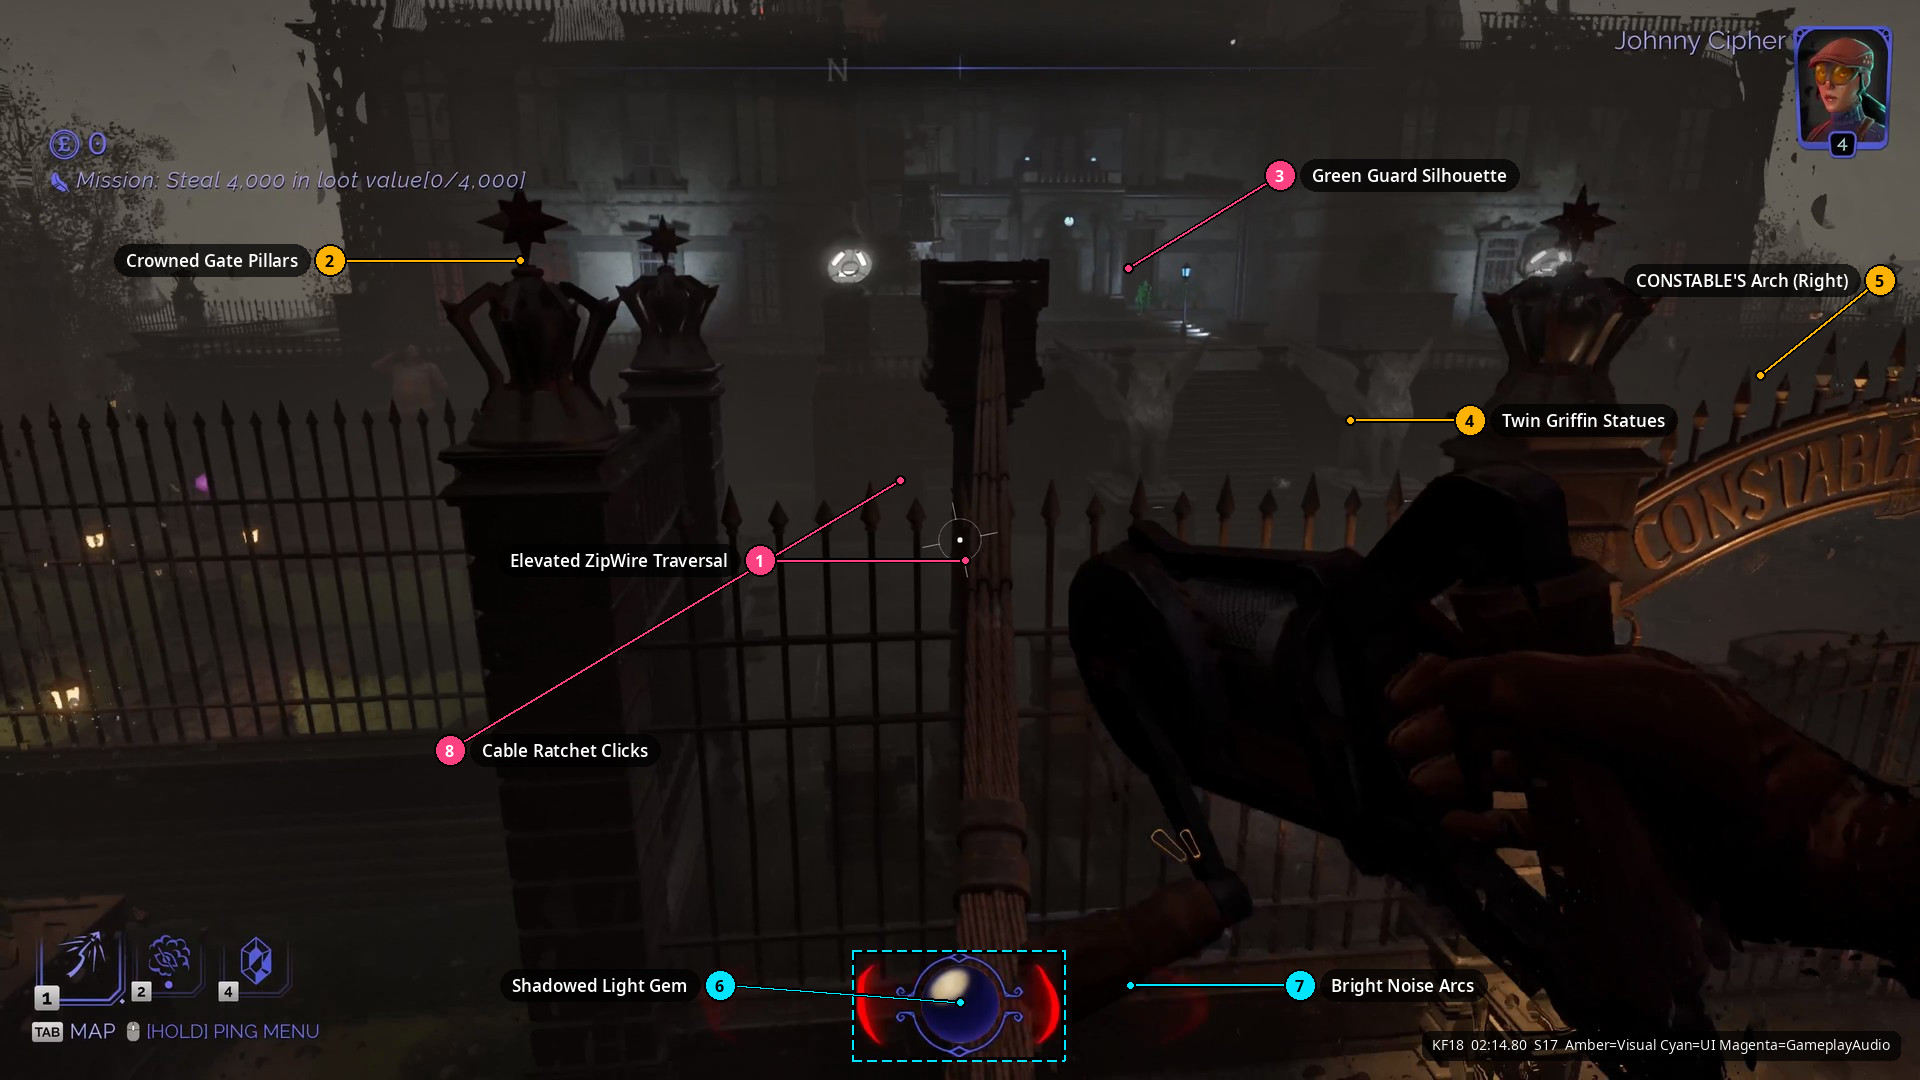 N
Johnny Cipher
4
£ 0
Mission: Steal 4,000 in loot value[0/4,000]
3 Green Guard Silhouette
Crowned Gate Pillars 2
CONSTABLE'S Arch (Right) 5
4 Twin Griffin Statues
CONSTABL
Elevated ZipWire Traversal 1
8 Cable Ratchet Clicks
1 2 4
Shadowed Light Gem 6
7 Bright Noise Arcs
TAB MAP [HOLD] PING MENU
KF18 02:14.80 S17 Amber=Visual Cyan=UI Magenta=GameplayAudio